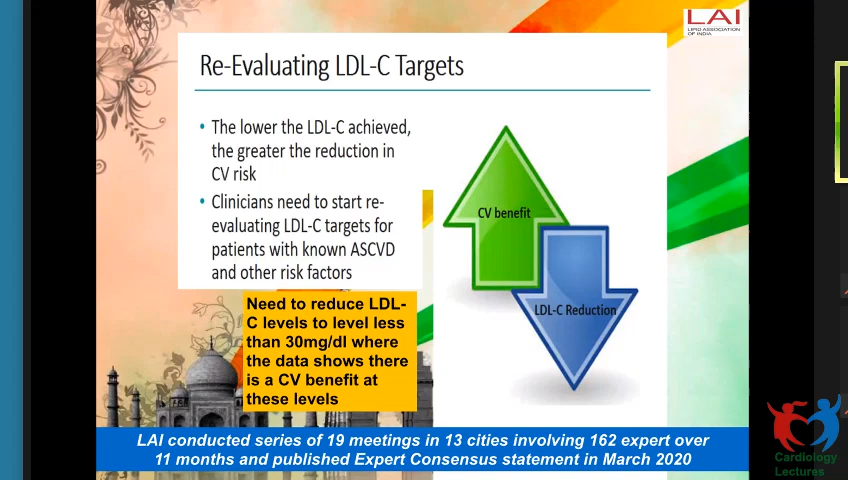 LAI
LIPID ASSOCIATION
OF INDIA
Re-Evaluating LDL-C Targets
• The lower the LDL-C achieved,
the greater the reduction in
CV risk
• Clinicians need to start re-
evaluating LDL-C targets for
patients with known ASCVD
and other risk factors
CV benefit
LDL-C Reduction
Need to reduce LDL-
C levels to level less
than 30mg/dl where
the data shows there
is a CV benefit at
these levels
LAI conducted series of 19 meetings in 13 cities involving 162 expert over
11 months and published Expert Consensus statement in March 2020
Cardiology
Lectures